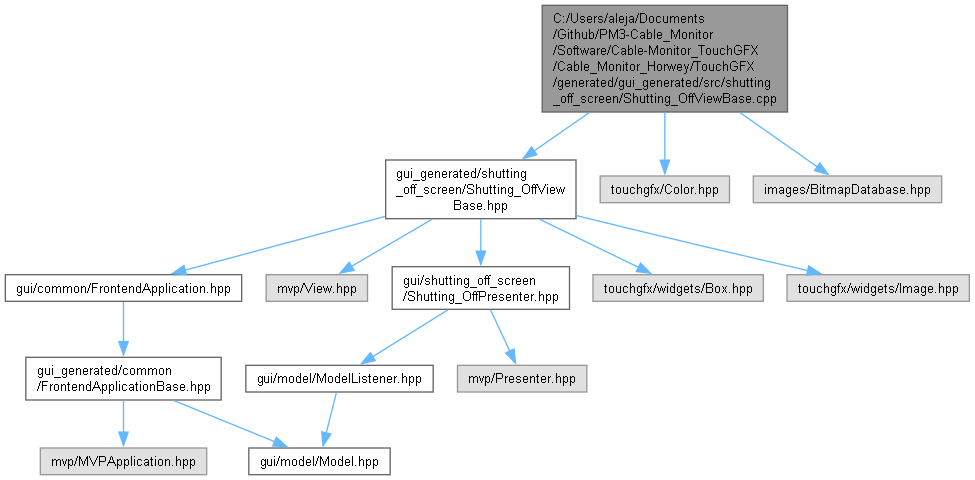 C:/Users/aleja/Documents
/Github/PM3-Cable_Monitor
/Software/Cable-Monitor_TouchGFX
/Cable_Monitor_Horwey/TouchGFX
/generated/gui_generated/src/shutting
_off_screen/Shutting_OffViewBase.cpp
gui_generated/shutting
_off_screen/Shutting_OffView
Base.hpp
touchgfx/Color.hpp
images/BitmapDatabase.hpp
gui/common/FrontendApplication.hpp
mvp/View.hpp
gui/shutting_off_screen
/Shutting_OffPresenter.hpp
touchgfx/widgets/Box.hpp
touchgfx/widgets/Image.hpp
gui_generated/common
/FrontendApplicationBase.hpp
gui/model/ModelListener.hpp
mvp/Presenter.hpp
mvp/MVPApplication.hpp
gui/model/Model.hpp